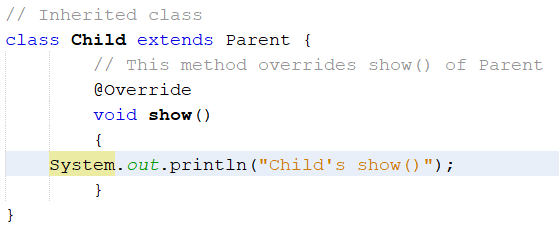 // Inherited class
class Child extends Parent {
// This method overrides show() of Parent
@Override
void show()
{
System.out.println("Child's show()");
}
}